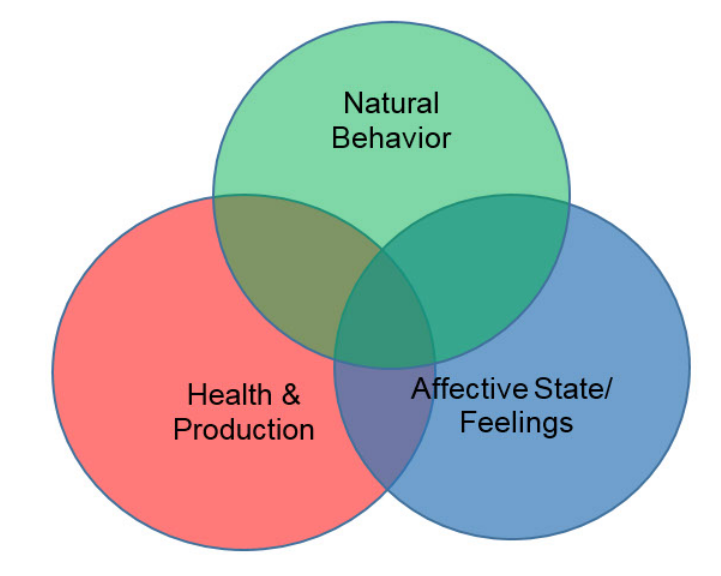 Natural
Behavior
Health &
Production
Affective State/
Feelings